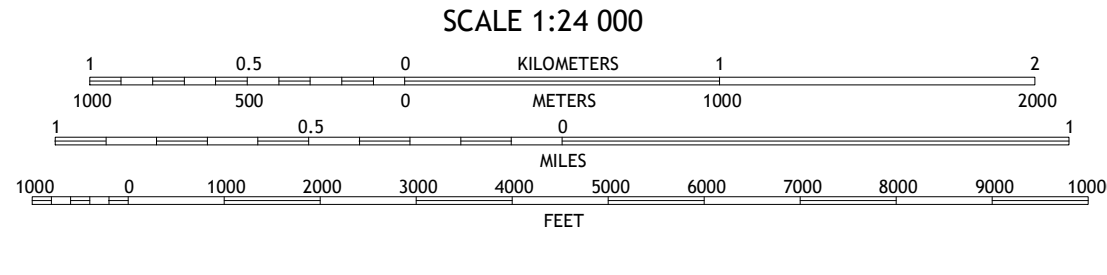 SCALE 1:24 000
1 0.5 0 KILOMETERS 1 2
1000 500 0 METERS 1000 2000
1 0.5 0 1
MILES
1000 0 1000 2000 3000 4000 5000 6000 7000 8000 9000 1000
FEET